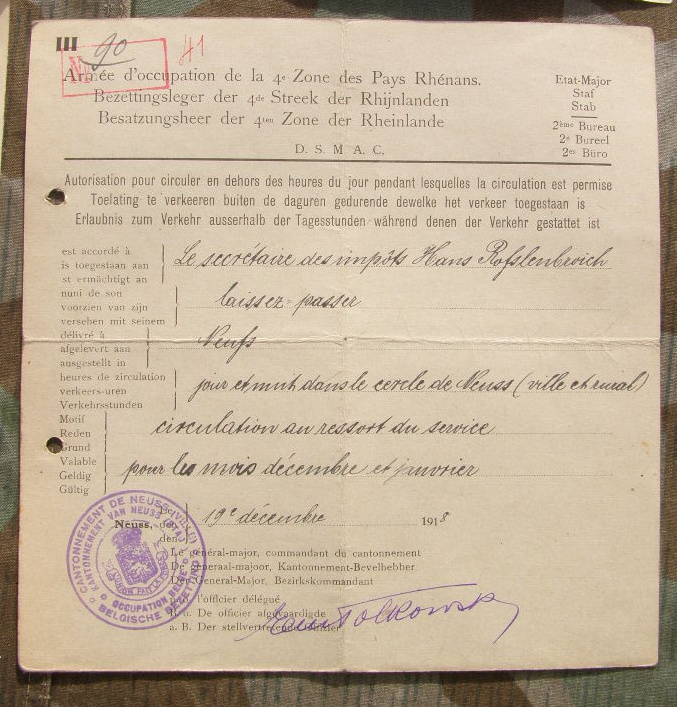 III
90
41
Armée d'occupation de la 4e Zone des Pays Rhénans.
Bezettingsleger der 4de Streek der Rhijnlanden
Besatzungsheer der 4ten Zone der Rheinlande
Etat-Major
Staf
Stab
2ème Bureau
2e Bureel
2es Büro
D. S. M. A. C.
Autorisation pour circuler en dehors des heures du jour pendant lesquelles la circulation est permise
Toelating te verkeeren buiten de daguren gedurende dewelke het verkeer toegestaan is
Erlaubnis zum Verkehr ausserhalb der Tagesstunden während denen der Verkehr gestattet ist
est accordé à
is toegestaan aan
st ermächtigt an
Le secrétaire des impôts Hans Rofslenbroich
nuni de son
voorzien van zijn
versehen mit seinem
laissez-passer
délivré à
afgelevert aan
ausgestellt in
Neufs
heures de zirculation
verkeers-uren
Verkehrsstunden
jour et nuit dans le cercle de Neuss (ville et rural)
Motif
Reden
Grund
circulation au ressort du service
Valable
Geldig
Gültig
pour les mois décembre et janvier
Neuss,
den
19e décembre 1918
Le général-major, commandant du cantonnement
De generaal-majoor, Kantonnement-Bevelhebber
Der General-Major, Bezirkskommandant
l'officier délégué
De officier afgevaardigde
a. B. Der stellvertretende
CANTONNEMENT DE NEUSS (VILLE)
KANTONNEMENT VAN NEUSS
OCCUPATION BELGE
BELGISCHE BEZETTING